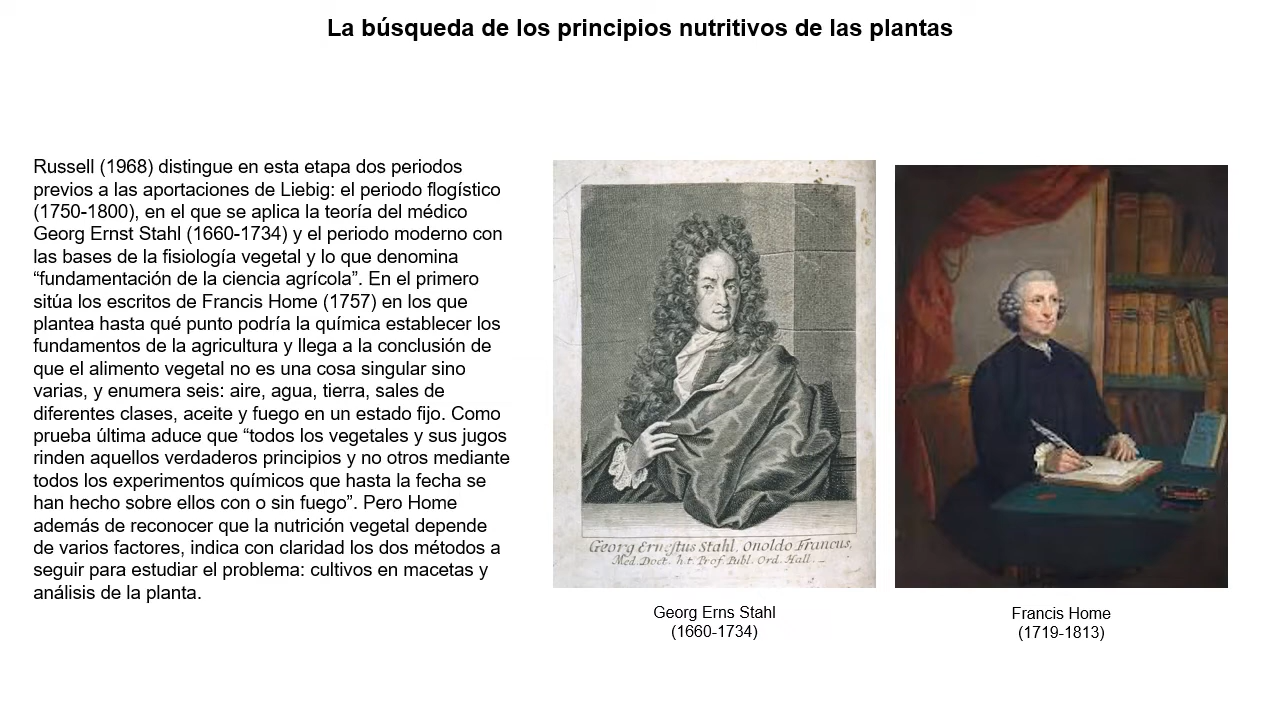 La búsqueda de los principios nutritivos de las plantas
Russell (1968) distingue en esta etapa dos periodos
previos a las aportaciones de Liebig: el periodo flogístico
(1750-1800), en el que se aplica la teoría del médico
Georg Ernst Stahl (1660-1734) y el periodo moderno con
las bases de la fisiología vegetal y lo que denomina
“fundamentación de la ciencia agrícola”. En el primero
sitúa los escritos de Francis Home (1757) en los que
plantea hasta qué punto podría la química establecer los
fundamentos de la agricultura y llega a la conclusión de
que el alimento vegetal no es una cosa singular sino
varias, y enumera seis: aire, agua, tierra, sales de
diferentes clases, aceite y fuego en un estado fijo. Como
prueba última aduce que “todos los vegetales y sus jugos
rinden aquellos verdaderos principios y no otros mediante
todos los experimentos químicos que hasta la fecha se
han hecho sobre ellos con o sin fuego”. Pero Home
además de reconocer que la nutrición vegetal depende
de varios factores, indica con claridad los dos métodos a
seguir para estudiar el problema: cultivos en macetas y
análisis de la planta.
Georg Ernestus Stahl. Onoldo Francus,
Med. Doct. h.t. Prof. Publ. Ord. Hall.
Georg Erns Stahl
(1660-1734)
Francis Home
(1719-1813)